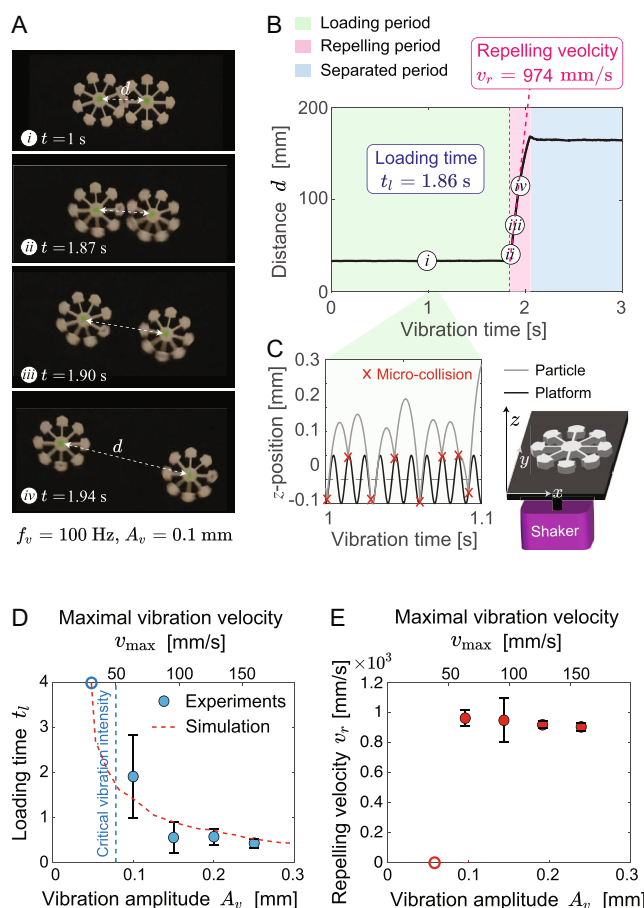 A
d
i t = 1 s
ii t = 1.87 s
iii t = 1.90 s
d
iv t = 1.94 s
f_v = 100 Hz, A_v = 0.1 mm
B
Loading period
Repelling period
Separated period
Repelling veolcity
v_r = 974 mm/s
Loading time
t_l = 1.86 s
200
100
0
Distance d [mm]
i
ii
iii
iv
0 1 2 3
Vibration time [s]
C
0.3
0.2
0.1
0
-0.1
z-position [mm]
× Micro-collision
1 1.1
Vibration time [s]
Particle
Platform
z
y
x
Shaker
D
Maximal vibration velocity
v_max [mm/s]
0 50 100 150
4
3
2
1
0
Loading time t_l
Critical vibration intensity
Experiments
Simulation
0 0.1 0.2 0.3
Vibration amplitude A_v [mm]
E
Maximal vibration velocity
v_max [mm/s]
×10³
0 50 100 150
1.2
1
0.8
0.6
0.4
0.2
0
Repelling velocity v_r [mm/s]
0 0.1 0.2 0.3
Vibration amplitude A_v [mm]